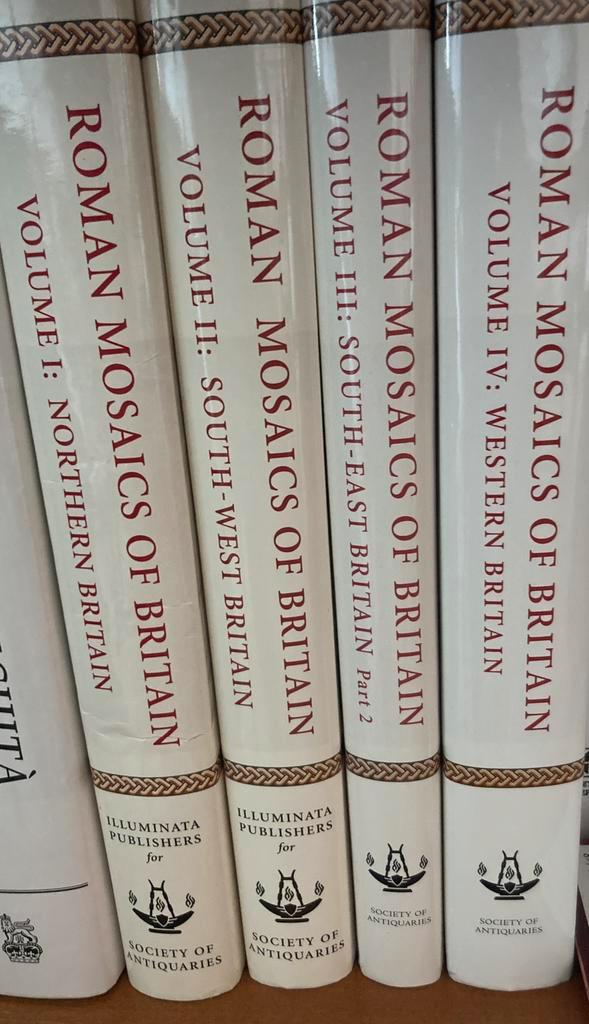 ROMAN MOSAICS OF BRITAIN
VOLUME I: NORTHERN BRITAIN
ILLUMINATA
PUBLISHERS
for
SOCIETY OF
ANTIQUARIES
ROMAN MOSAICS OF BRITAIN
VOLUME II: SOUTH-WEST BRITAIN
ILLUMINATA
PUBLISHERS
for
SOCIETY OF
ANTIQUARIES
ROMAN MOSAICS OF BRITAIN
VOLUME III: SOUTH-EAST BRITAIN Part 2
SOCIETY OF
ANTIQUARIES
ROMAN MOSAICS OF BRITAIN
VOLUME IV: WESTERN BRITAIN
SOCIETY OF
ANTIQUARIES